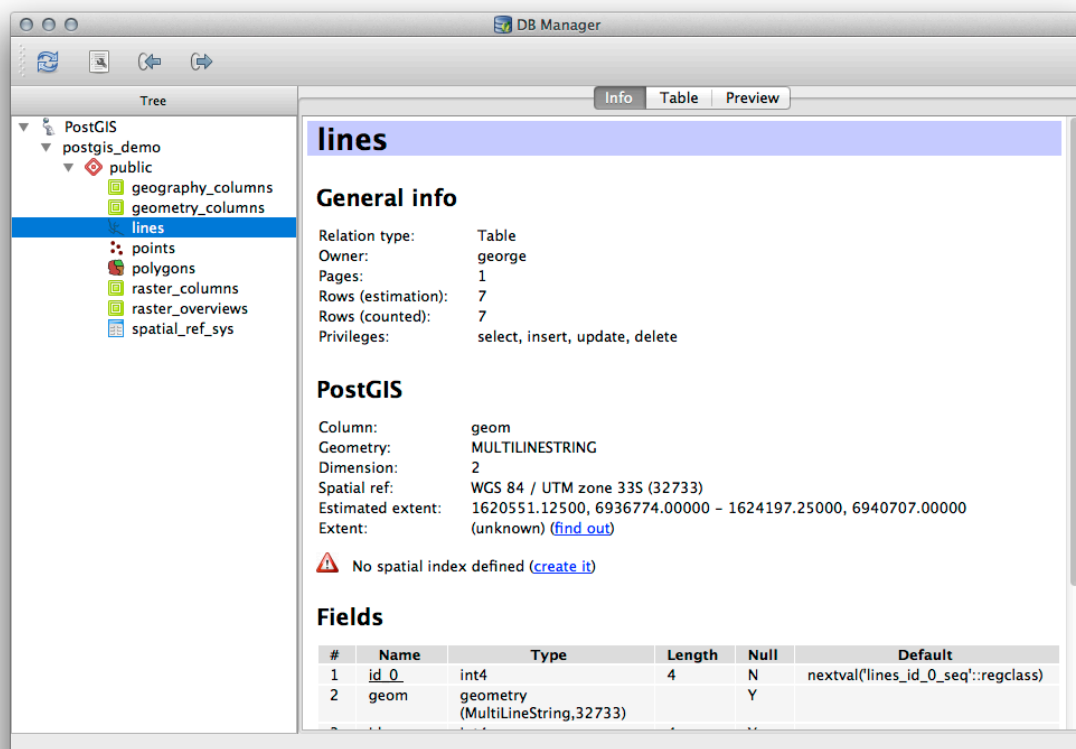 DB Manager
Tree
Info Table Preview
PostGIS
postgis_demo
public
geography_columns
geometry_columns
lines
points
polygons
raster_columns
raster_overviews
spatial_ref_sys
lines
General info
Relation type: Table
Owner: george
Pages: 1
Rows (estimation): 7
Rows (counted): 7
Privileges: select, insert, update, delete
PostGIS
Column: geom
Geometry: MULTILINESTRING
Dimension: 2
Spatial ref: WGS 84 / UTM zone 33S (32733)
Estimated extent: 1620551.12500, 6936774.00000 - 1624197.25000, 6940707.00000
Extent: (unknown) (find out)
No spatial index defined (create it)
Fields
# Name Type Length Null Default
1 id_0 int4 4 N nextval('lines_id_0_seq'::regclass)
2 geom geometry Y
(MultiLineString,32733)